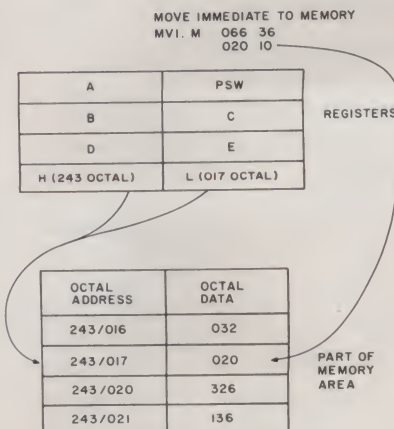 MOVE IMMEDIATE TO MEMORY
MVI. M 066 36
020 10
A PSW
B C
D E
H (243 OCTAL) L (017 OCTAL)
REGISTERS
OCTAL ADDRESS OCTAL DATA
243/016 032
243/017 020
243/020 326
243/021 136
PART OF
MEMORY
AREA